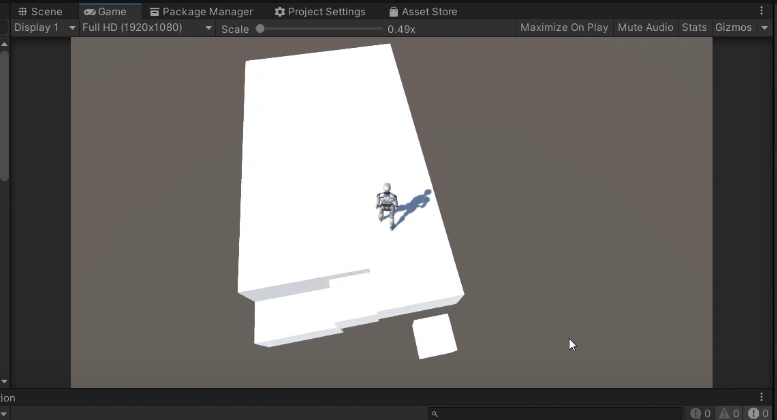 Scene Game Package Manager Project Settings Asset Store
Display 1 Full HD (1920x1080) Scale 0.49x Maximize On Play Mute Audio Stats Gizmos
tion
0 0 0